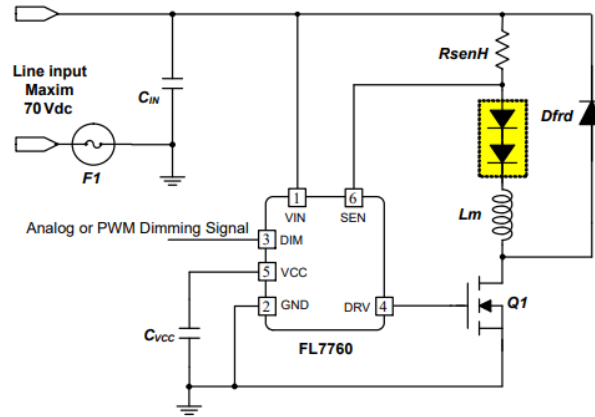 RsenH
Line input
Maxim
70 Vdc
CIN
Dfrd
F1
1
6
VIN
SEN
Lm
Analog or PWM Dimming Signal
3
DIM
5
VCC
2
GND
DRV
4
Q1
CVCC
FL7760